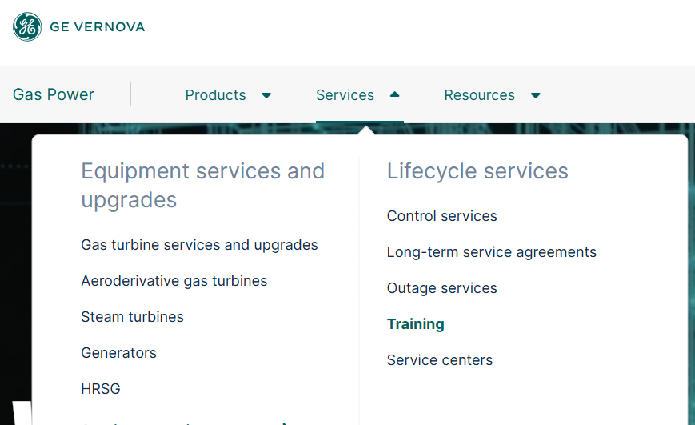 GE VERNOVA
Gas Power
Products
Services
Resources
Equipment services and
upgrades
Gas turbine services and upgrades
Aeroderivative gas turbines
Steam turbines
Generators
HRSG
Lifecycle services
Control services
Long-term service agreements
Outage services
Training
Service centers